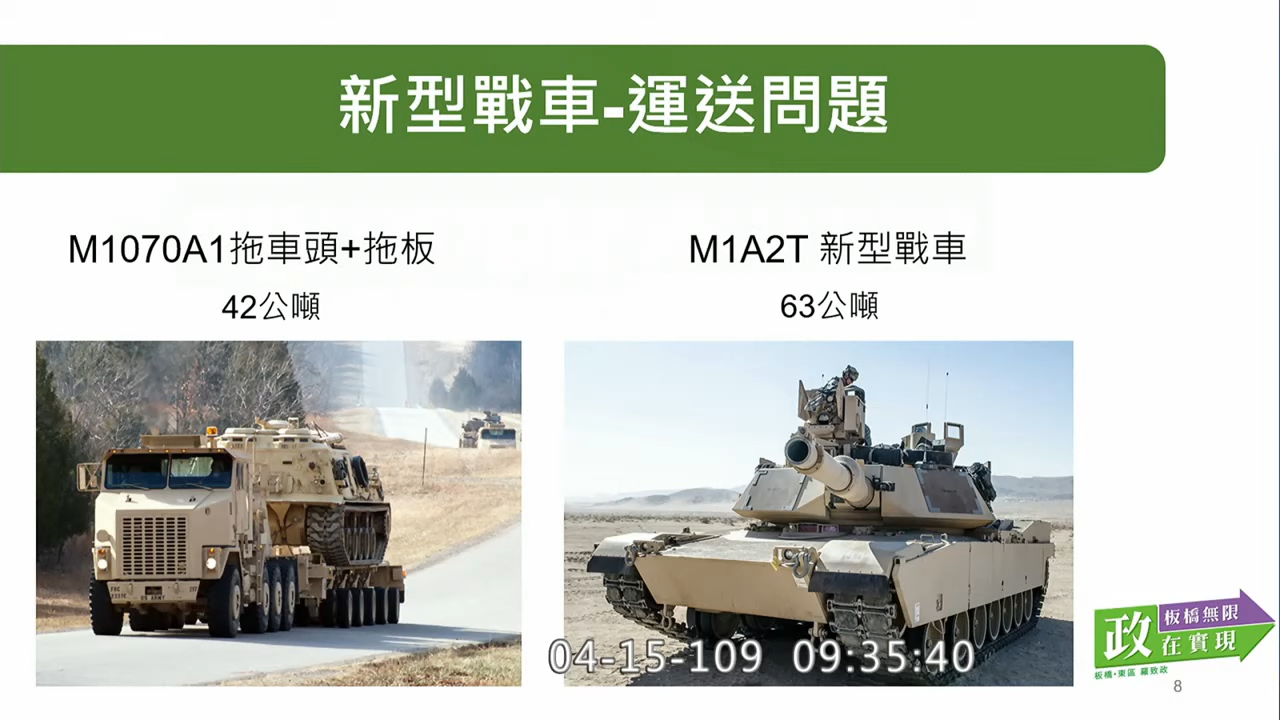 新型戰車-運送問題
M1070A1拖車頭+拖板
42公噸
M1A2T 新型戰車
63公噸
04-15-109 09:35:40
政
板橋無限
在實現
板橋•東區 羅致政
8